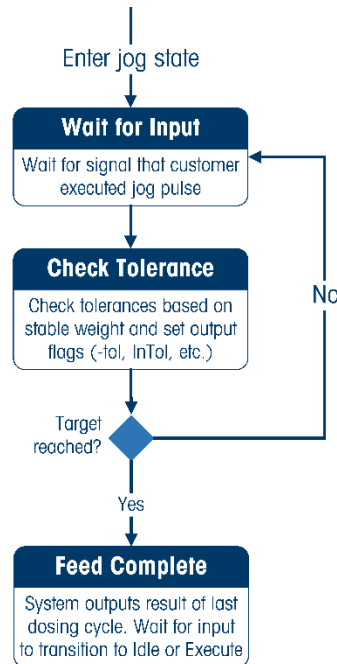 Enter jog state
Wait for Input
Wait for signal that customer
executed jog pulse
Check Tolerance
Check tolerances based on
stable weight and set output
flags (-tol, InTol, etc.)
No
Target
reached?
Yes
Feed Complete
System outputs result of last
dosing cycle. Wait for input
to transition to Idle or Execute